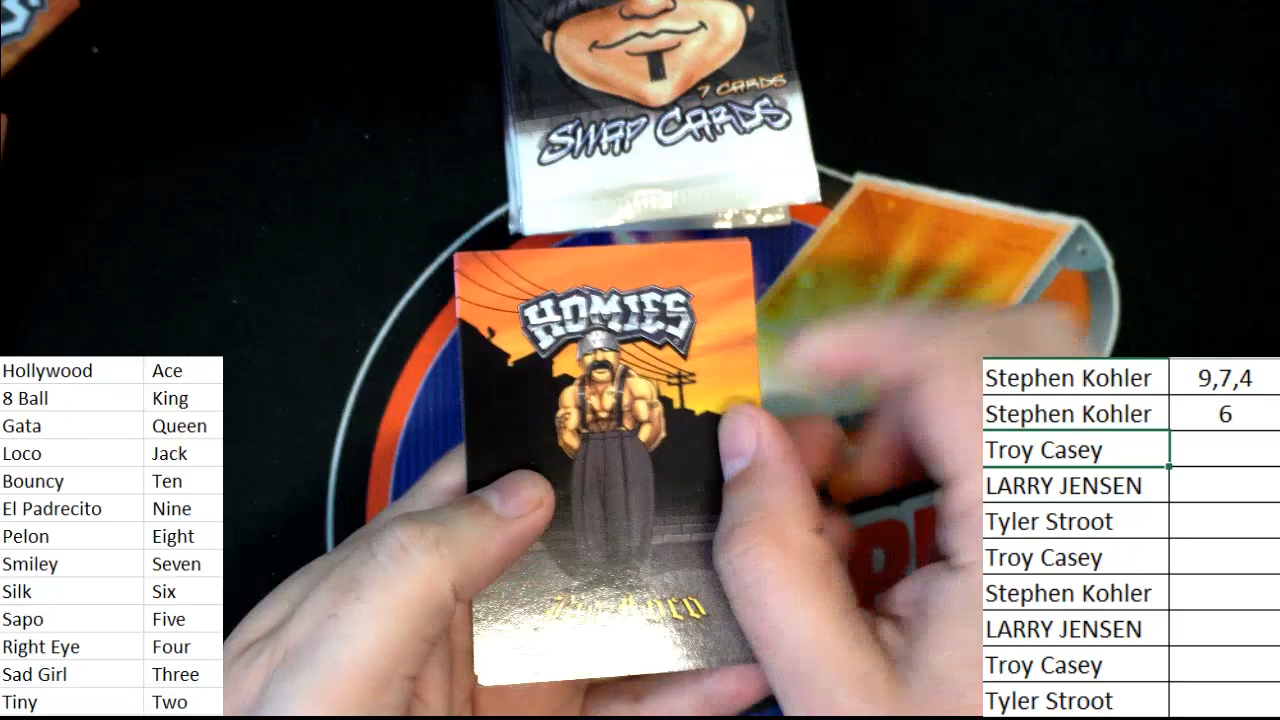 7 CARDS
SWAP CARDS
HOMIES
Hollywood Ace
8 Ball King
Gata Queen
Loco Jack
Bouncy Ten
El Padrecito Nine
Pelon Eight
Smiley Seven
Silk Six
Sapo Five
Right Eye Four
Sad Girl Three
Tiny Two
Stephen Kohler 9,7,4
Stephen Kohler 6
Troy Casey
LARRY JENSEN
Tyler Stroot
Troy Casey
Stephen Kohler
LARRY JENSEN
Troy Casey
Tyler Stroot